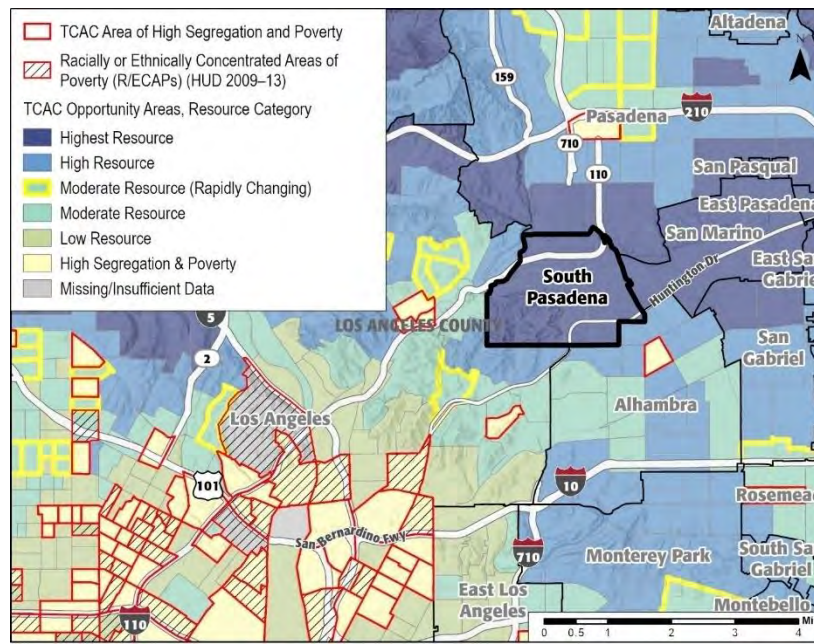 TCAC Area of High Segregation and Poverty
Racially or Ethnically Concentrated Areas of
Poverty (R/ECAPs) (HUD 2009–13)
TCAC Opportunity Areas, Resource Category
Highest Resource
High Resource
Moderate Resource (Rapidly Changing)
Moderate Resource
Low Resource
High Segregation & Poverty
Missing/Insufficient Data
Altadena
N
159
Pasadena
210
710
110
San Pasqual
East Pasadena
San Marino
East San
Gabriel
South
Pasadena
Huntington Dr
5
LOS ANGELES COUNTY
2
San
Gabriel
Los Angeles
Alhambra
101
10
Rosemead
San Bernardino Fwy
710
Monterey Park
South San
Gabriel
East Los
Angeles
Montebello
110
0 0.5 1 2 3 4
Mi